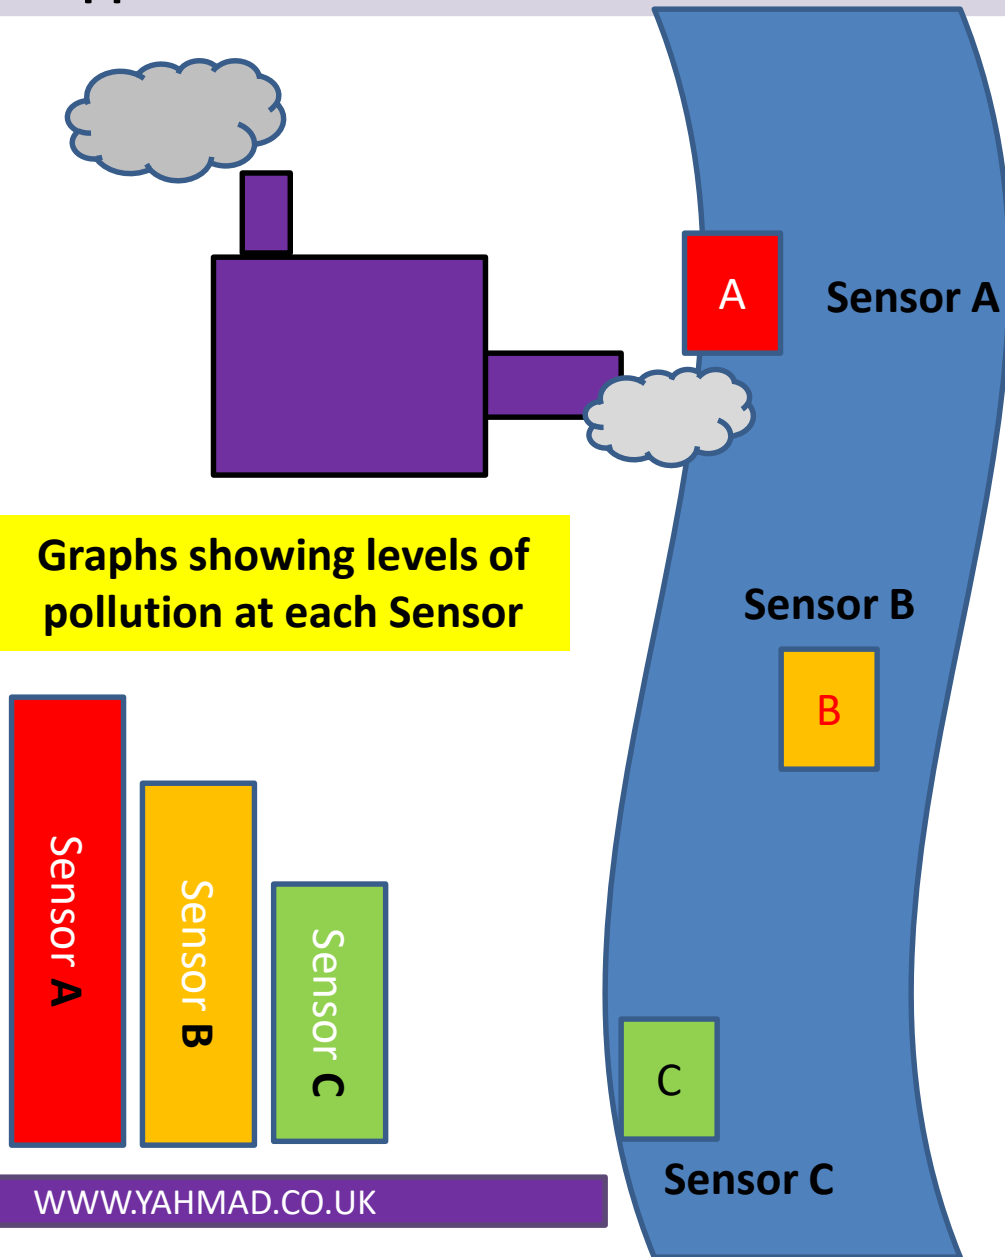 A
Sensor A
Graphs showing levels of
pollution at each Sensor
Sensor B
B
Sensor A
Sensor B
Sensor C
C
Sensor C
WWW.YAHMAD.CO.UK